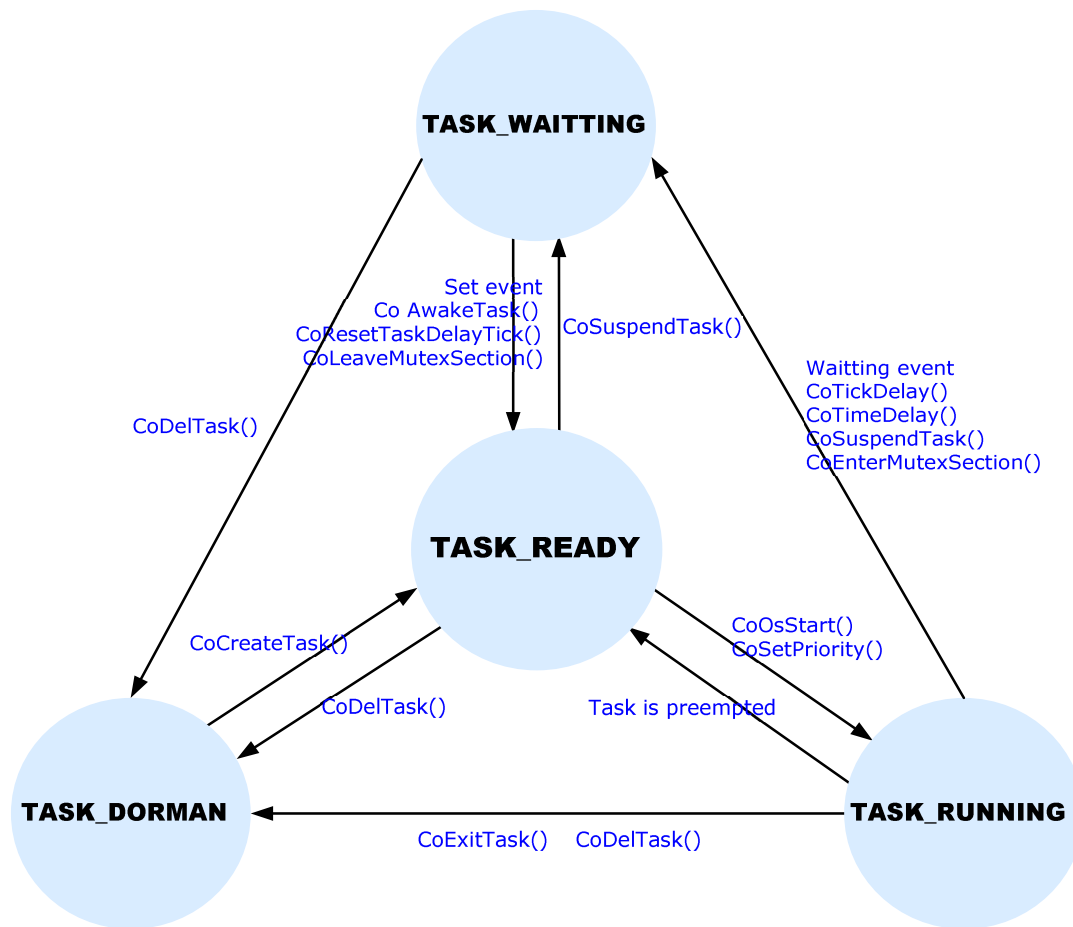 TASK_WAITTING
Set event
Co AwakeTask()
CoResetTaskDelayTick()
CoLeaveMutexSection()
CoSuspendTask()
Waitting event
CoTickDelay()
CoTimeDelay()
CoSuspendTask()
CoEnterMutexSection()
CoDelTask()
TASK_READY
CoCreateTask()
CoOsStart()
CoSetPriority()
CoDelTask()
Task is preempted
TASK_DORMAN
TASK_RUNNING
CoExitTask() CoDelTask()